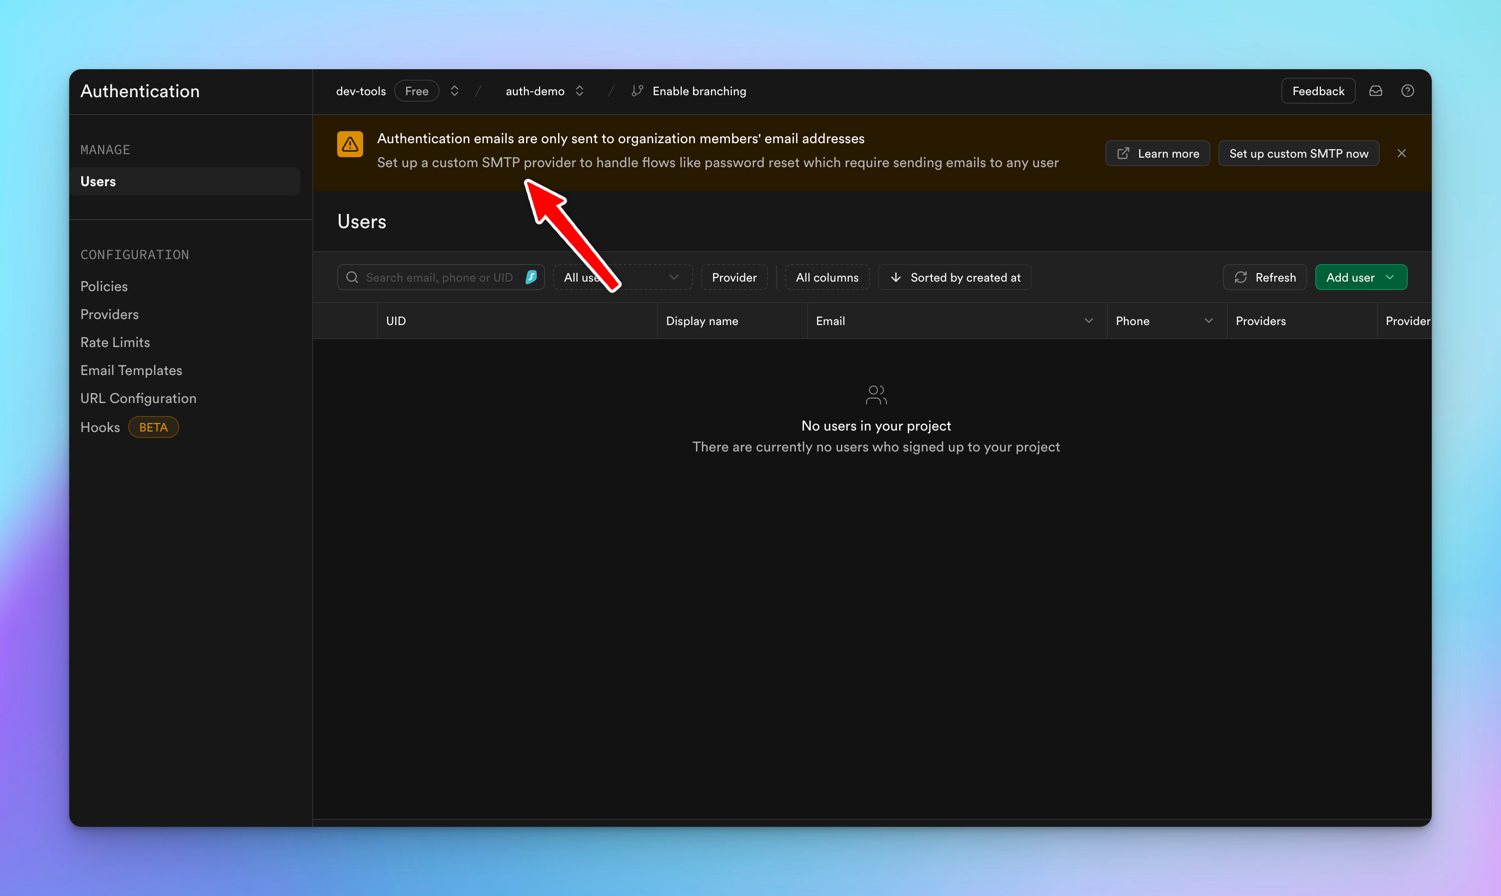 Authentication
dev-tools Free / auth-demo / Enable branching
Feedback
MANAGE
Users
CONFIGURATION
Policies
Providers
Rate Limits
Email Templates
URL Configuration
Hooks BETA
Authentication emails are only sent to organization members' email addresses
Set up a custom SMTP provider to handle flows like password reset which require sending emails to any user
Learn more
Set up custom SMTP now
Users
Search email, phone or UID
All use
Provider
All columns
Sorted by created at
Refresh
Add user
UID Display name Email Phone Providers Provider
No users in your project
There are currently no users who signed up to your project